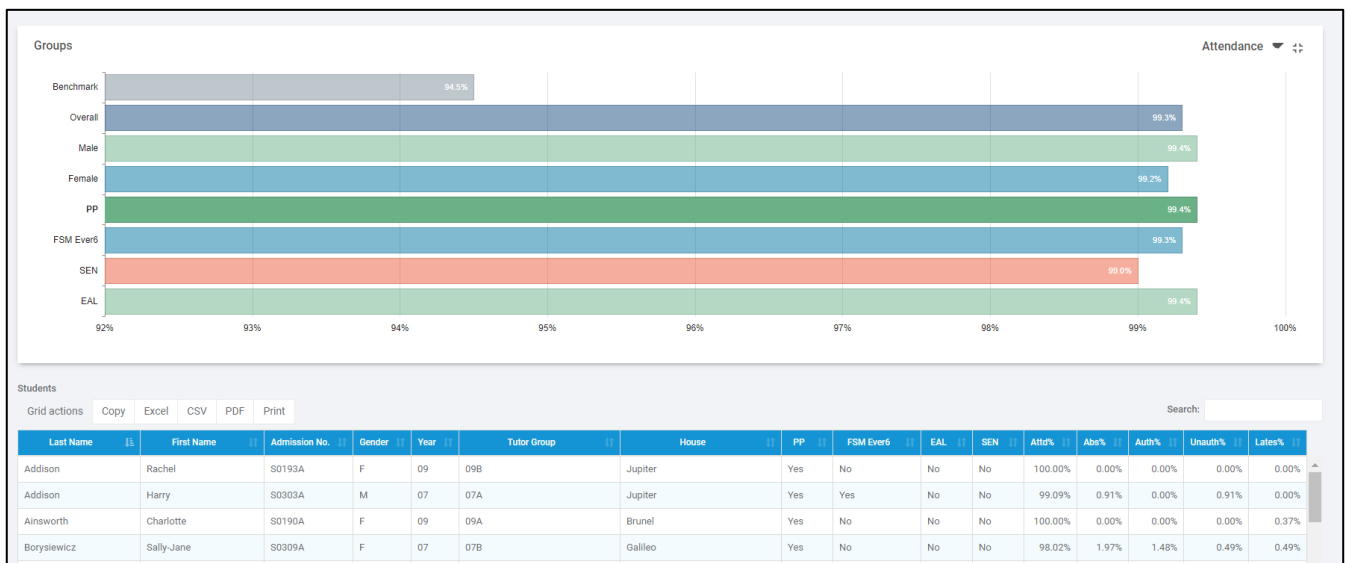 Groups
Attendance
Benchmark 94.5%
Overall 99.3%
Male 99.4%
Female 99.2%
PP 99.4%
FSM Ever6 99.3%
SEN 99.0%
EAL 99.4%
92% 93% 94% 95% 96% 97% 98% 99% 100%
Students
Grid actions Copy Excel CSV PDF Print Search:
Last Name First Name Admission No. Gender Year Tutor Group House PP FSM Ever6 EAL SEN Attd% Abs% Auth% Unauth% Lates%
Addison Rachel S0193A F 09 09B Jupiter Yes No No No 100.00% 0.00% 0.00% 0.00% 0.00%
Addison Harry S0303A M 07 07A Jupiter Yes Yes No No 99.09% 0.91% 0.00% 0.91% 0.00%
Ainsworth Charlotte S0190A F 09 09A Brunel Yes No No No 100.00% 0.00% 0.00% 0.00% 0.37%
Borysiewicz Sally-Jane S0309A F 07 07B Galileo Yes No No No 98.02% 1.97% 1.48% 0.49% 0.49%